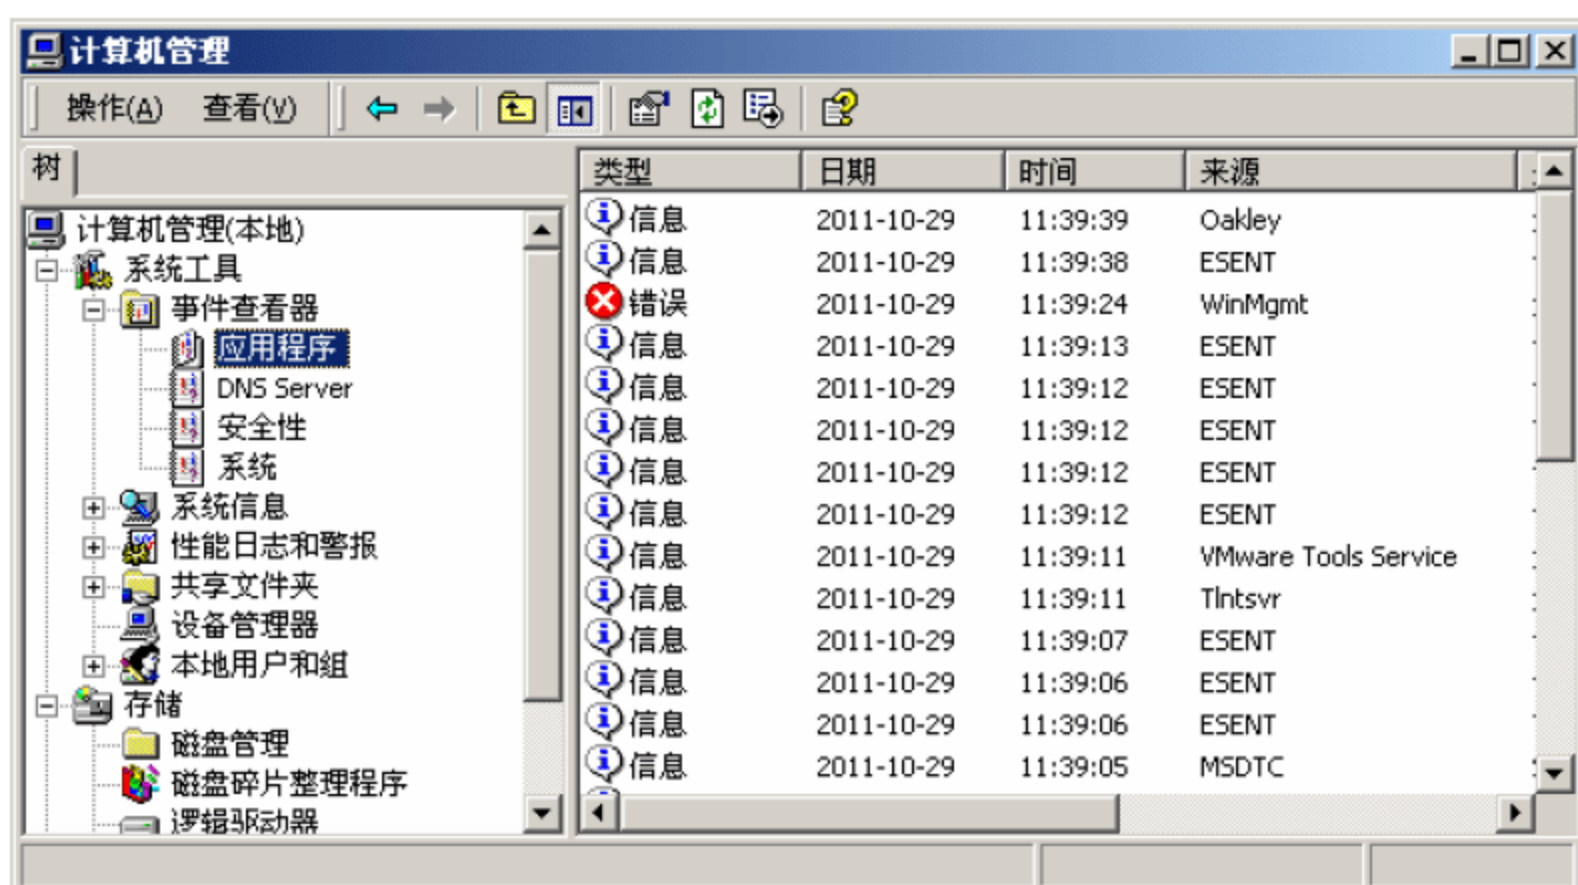 计算机管理
操作(A) 查看(V)
树
计算机管理(本地)
系统工具
事件查看器
应用程序
DNS Server
安全性
系统
系统信息
性能日志和警报
共享文件夹
设备管理器
本地用户和组
存储
磁盘管理
磁盘碎片整理程序
逻辑驱动器
类型 日期 时间 来源
信息 2011-10-29 11:39:39 Oakley
信息 2011-10-29 11:39:38 ESENT
错误 2011-10-29 11:39:24 WinMgmt
信息 2011-10-29 11:39:13 ESENT
信息 2011-10-29 11:39:12 ESENT
信息 2011-10-29 11:39:12 ESENT
信息 2011-10-29 11:39:12 ESENT
信息 2011-10-29 11:39:12 ESENT
信息 2011-10-29 11:39:11 VMware Tools Service
信息 2011-10-29 11:39:11 Tlntsvr
信息 2011-10-29 11:39:07 ESENT
信息 2011-10-29 11:39:06 ESENT
信息 2011-10-29 11:39:06 ESENT
信息 2011-10-29 11:39:05 MSDTC